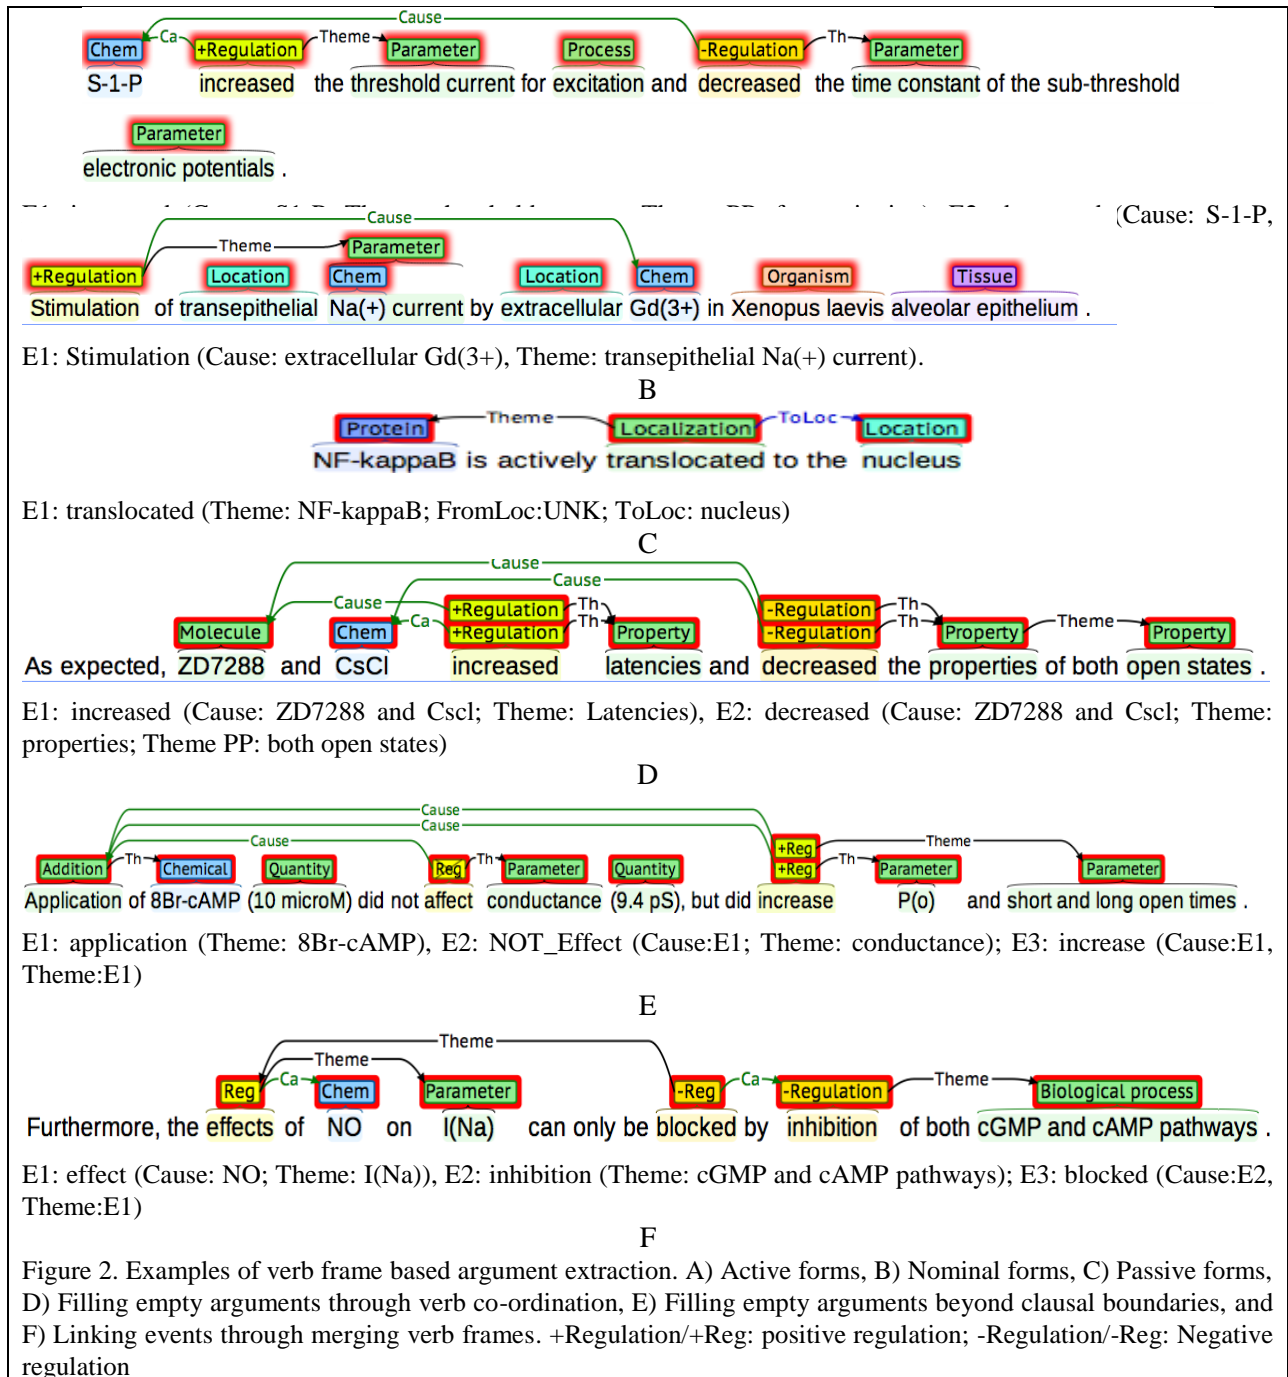 Cause
Chem Ca +Regulation Theme Parameter Process -Regulation Th Parameter
S-1-P increased the threshold current for excitation and decreased the time constant of the sub-threshold
Parameter
electronic potentials .
(Cause: S-1-P,
Cause
Theme Parameter
+Regulation Location Chem Location Chem Organism Tissue
Stimulation of transepithelial Na(+) current by extracellular Gd(3+) in Xenopus laevis alveolar epithelium .
E1: Stimulation (Cause: extracellular Gd(3+), Theme: transepithelial Na(+) current).
B
Protein Theme Localization ToLoc Location
NF-kappaB is actively translocated to the nucleus
E1: translocated (Theme: NF-kappaB; FromLoc:UNK; ToLoc: nucleus)
C
Cause
Cause
Cause +Regulation Th -Regulation Th
Molecule Chem Ca +Regulation Th Property -Regulation Th Property Theme Property
As expected, ZD7288 and CsCl increased latencies and decreased the properties of both open states .
E1: increased (Cause: ZD7288 and Cscl; Theme: Latencies), E2: decreased (Cause: ZD7288 and Cscl; Theme:
properties; Theme PP: both open states)
D
Cause
Cause
Cause +Reg Theme
Addition Th Chemical Quantity Reg Th Parameter Quantity +Reg Th Parameter Parameter
Application of 8Br-cAMP (10 microM) did not affect conductance (9.4 pS), but did increase P(o) and short and long open times .
E1: application (Theme: 8Br-cAMP), E2: NOT_Effect (Cause:E1; Theme: conductance); E3: increase (Cause:E1,
Theme:E1)
E
Theme
Theme
Reg Ca Chem Parameter -Reg Ca -Regulation Theme Biological process
Furthermore, the effects of NO on I(Na) can only be blocked by inhibition of both cGMP and cAMP pathways .
E1: effect (Cause: NO; Theme: I(Na)), E2: inhibition (Theme: cGMP and cAMP pathways); E3: blocked (Cause:E2,
Theme:E1)
F
Figure 2. Examples of verb frame based argument extraction. A) Active forms, B) Nominal forms, C) Passive forms,
D) Filling empty arguments through verb co-ordination, E) Filling empty arguments beyond clausal boundaries, and
F) Linking events through merging verb frames. +Regulation/+Reg: positive regulation; -Regulation/-Reg: Negative
regulation